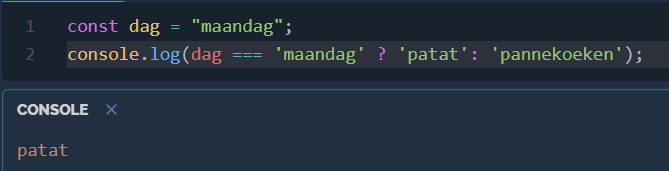 1 const dag = "maandag";
2 console.log(dag === 'maandag' ? 'patat': 'pannekoeken');
CONSOLE ×
patat